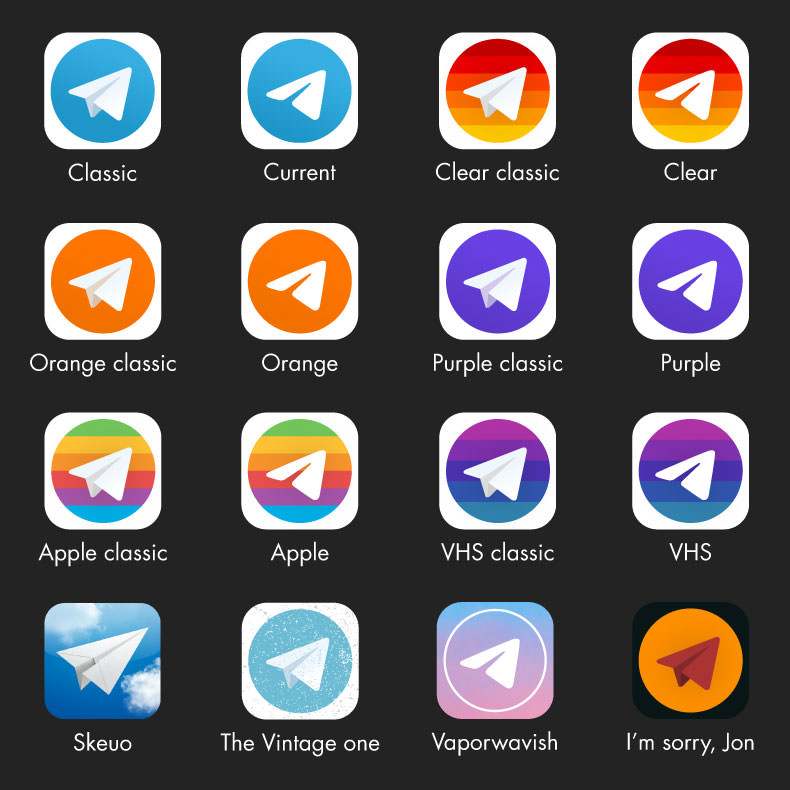 Classic
Current
Clear classic
Clear
Orange classic
Orange
Purple classic
Purple
Apple classic
Apple
VHS classic
VHS
Skeuo
The Vintage one
Vaporwavish
I’m sorry, Jon